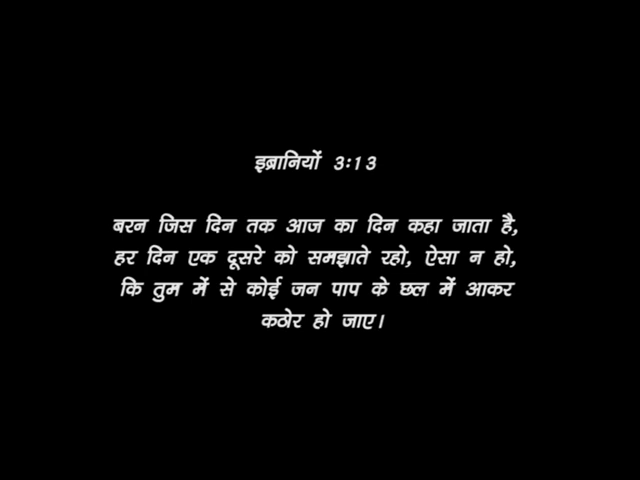 इब्रानियों 3:13
बरन जिस दिन तक आज का दिन कहा जाता है,
हर दिन एक दूसरे को समझाते रहो, ऐसा न हो,
कि तुम में से कोई जन पाप के छल में आकर
कठोर हो जाए।